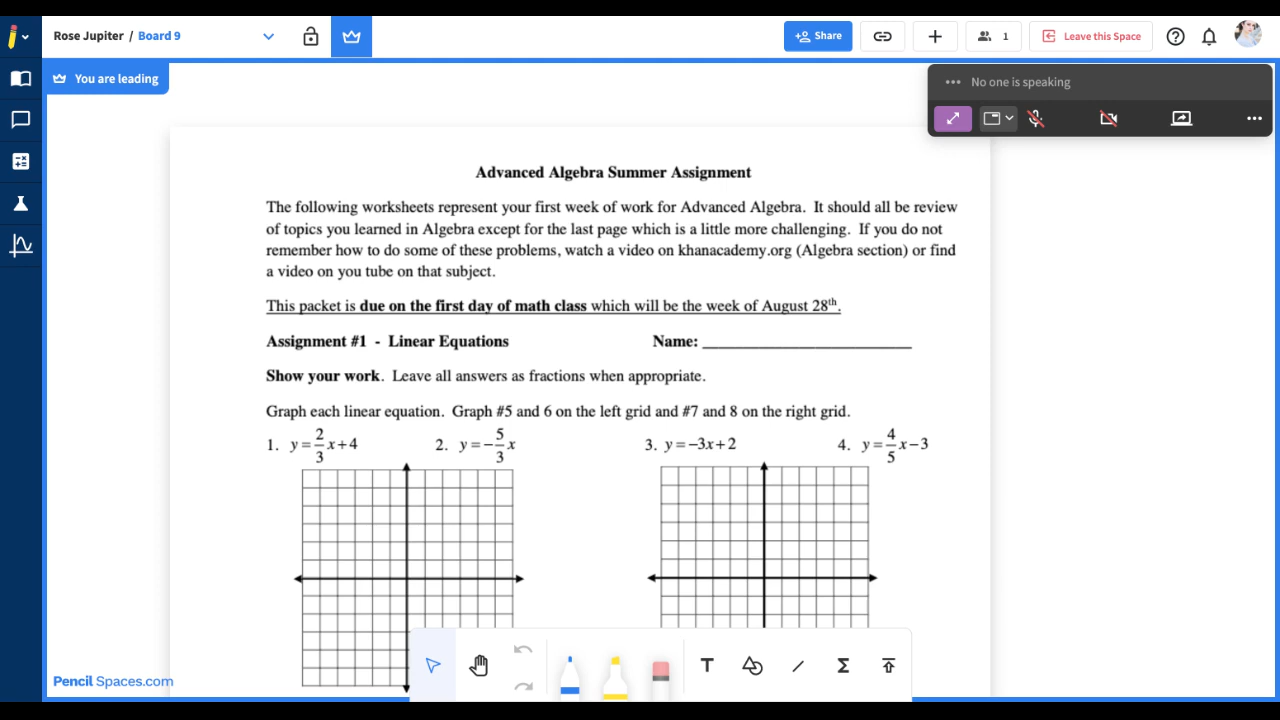 Rose Jupiter / Board 9
Share
1
Leave this Space
You are leading
No one is speaking
Advanced Algebra Summer Assignment
The following worksheets represent your first week of work for Advanced Algebra. It should all be review
of topics you learned in Algebra except for the last page which is a little more challenging. If you do not
remember how to do some of these problems, watch a video on khanacademy.org (Algebra section) or find
a video on you tube on that subject.
This packet is due on the first day of math class which will be the week of August 28th.
Assignment #1 - Linear Equations Name: ___________________________
Show your work. Leave all answers as fractions when appropriate.
Graph each linear equation. Graph #5 and 6 on the left grid and #7 and 8 on the right grid.
1. y=2/3x+4 2. y=-5/3x 3. y=-3x+2 4. y=4/5x-3
T
Σ
Pencil Spaces.com